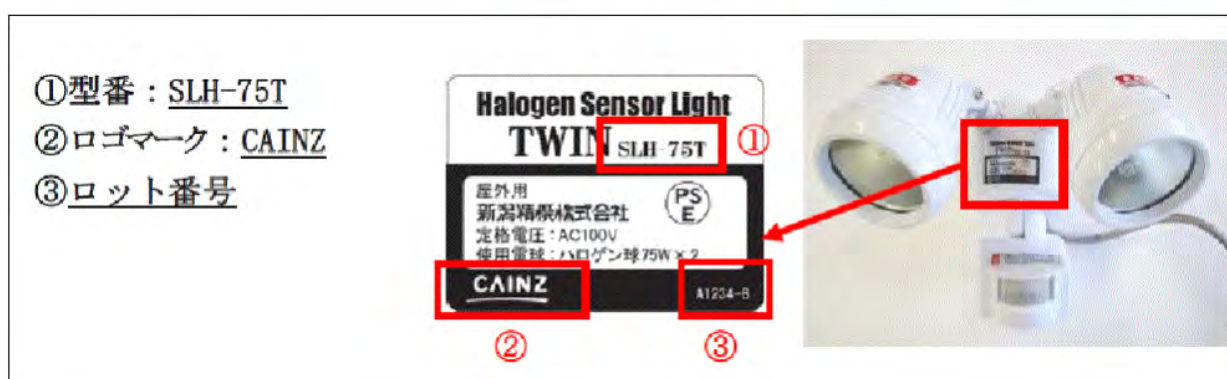 ①型番：SLH-75T
②ロゴマーク：CAINZ
③ロット番号
Halogen Sensor Light
TWIN SLH-75T
①
屋外用
新潟精機株式会社
PS
E
定格電圧：AC100V
使用電球：ハロゲン球75W×2
CAINZ
A1234-B
②
③